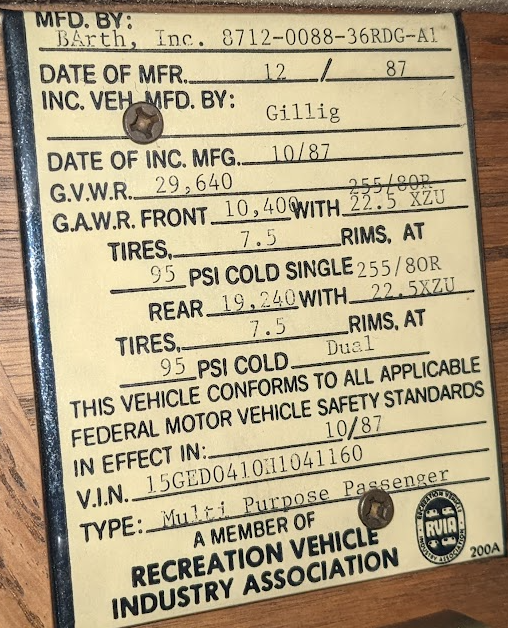 MFD. BY:
BArth, Inc. 8712-0088-36RDG-A1
DATE OF MFR. 12 / 87
INC. VEH. MFD. BY:
Gillig
DATE OF INC. MFG. 10/87
G.V.W.R. 29,640 255/80R
G.A.W.R. FRONT 10,400 WITH 22.5 XZU
TIRES, 7.5 RIMS, AT
95 PSI COLD SINGLE 255/80R
REAR 19,240 WITH 22.5XZU
TIRES, 7.5 RIMS, AT
95 PSI COLD Dual
THIS VEHICLE CONFORMS TO ALL APPLICABLE
FEDERAL MOTOR VEHICLE SAFETY STANDARDS
IN EFFECT IN: 10/87
V.I.N. 15GED0410H1041160
TYPE: Multi Purpose Passenger
A MEMBER OF
RECREATION VEHICLE
INDUSTRY ASSOCIATION
RECREATION VEHICLE
RVIA
INDUSTRY ASSOCIATION
200A